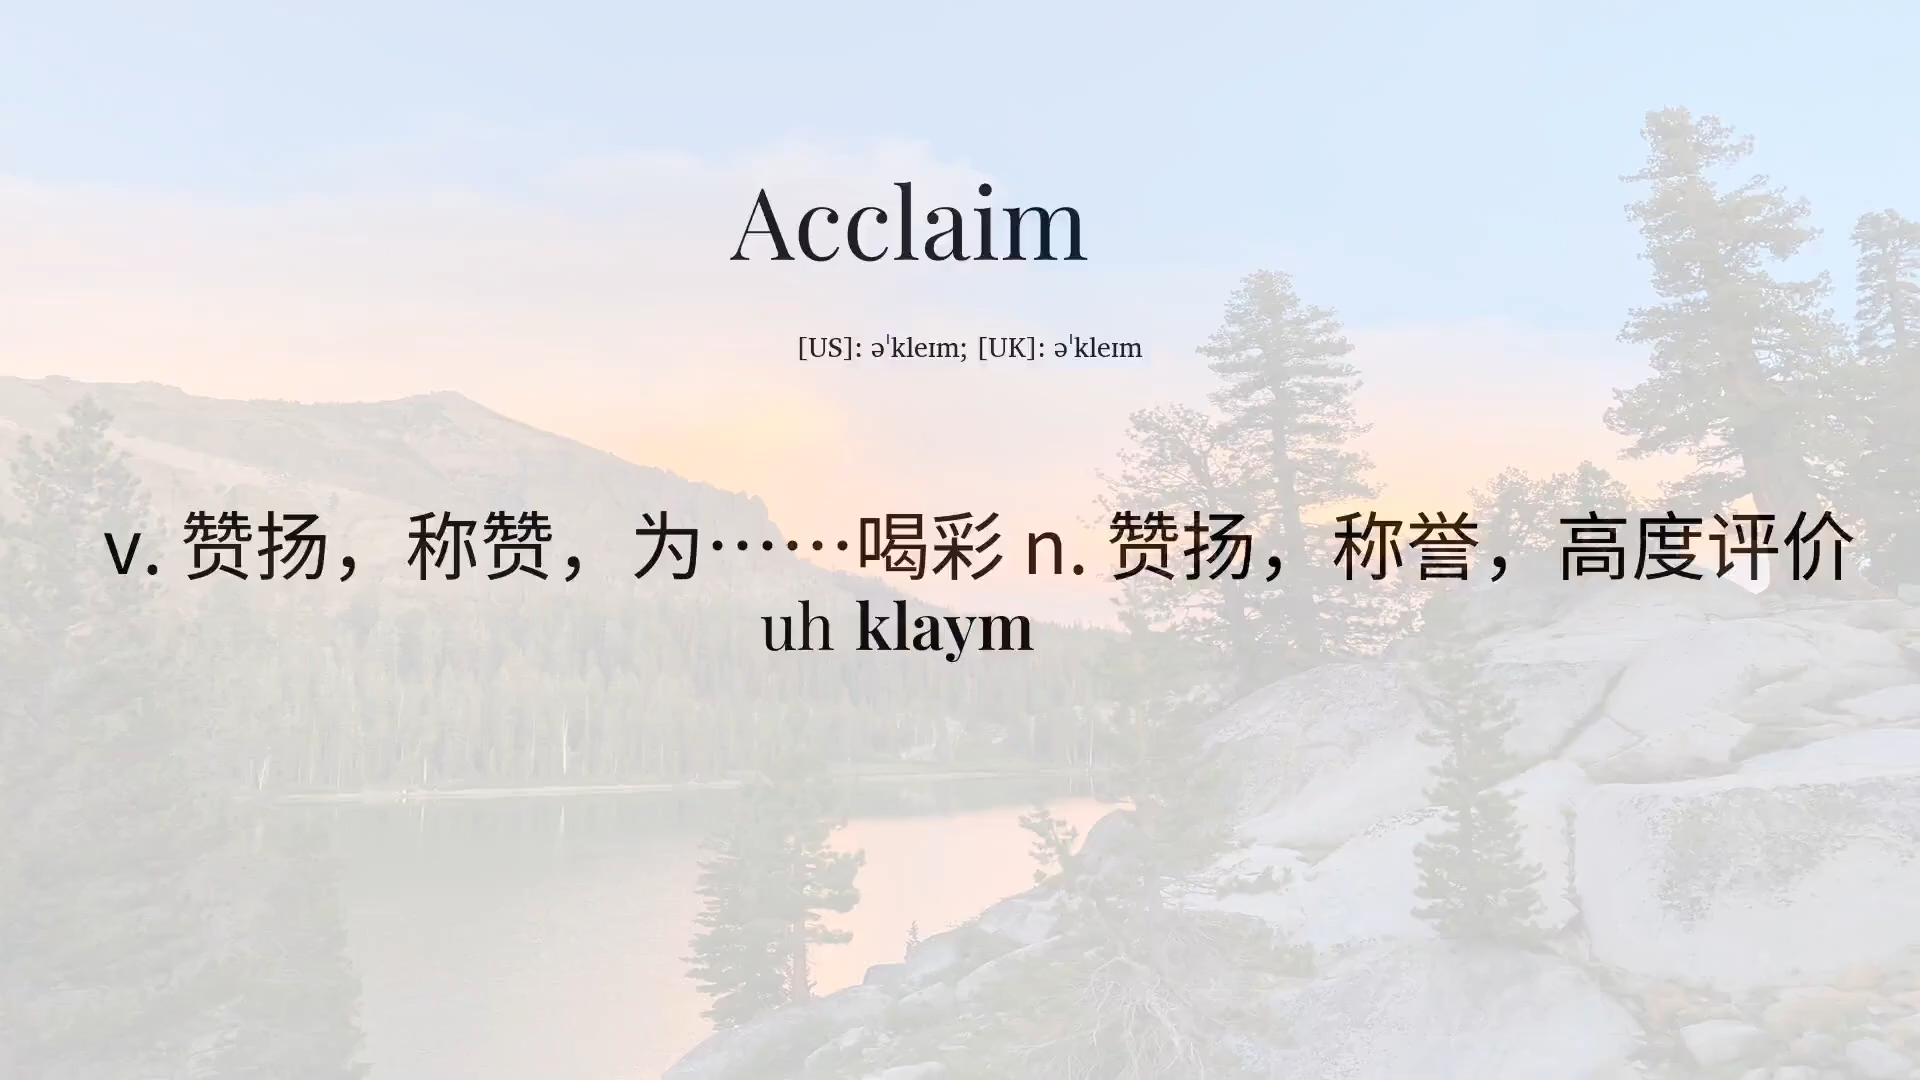 Acclaim
[US]: əˈkleɪm; [UK]: əˈkleɪm
v. 赞扬，称赞，为……喝彩 n. 赞扬，称誉，高度评价
uh klaym